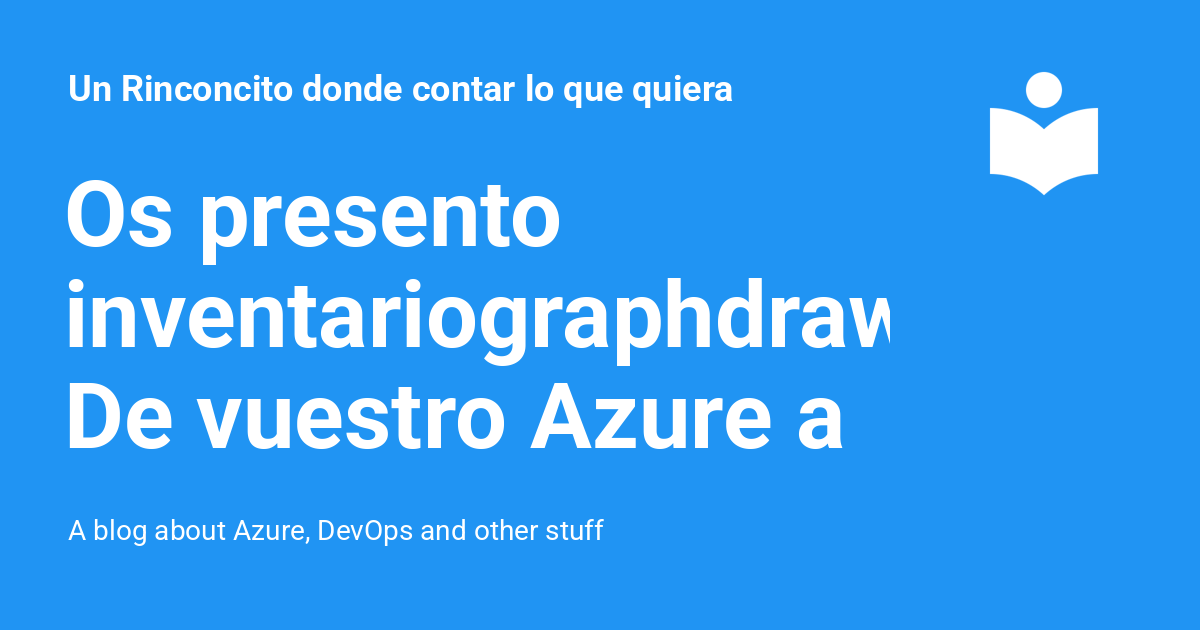 Un Rinconcito donde contar lo que quiera
Os presento
inventariographdraw
De vuestro Azure a
A blog about Azure, DevOps and other stuff